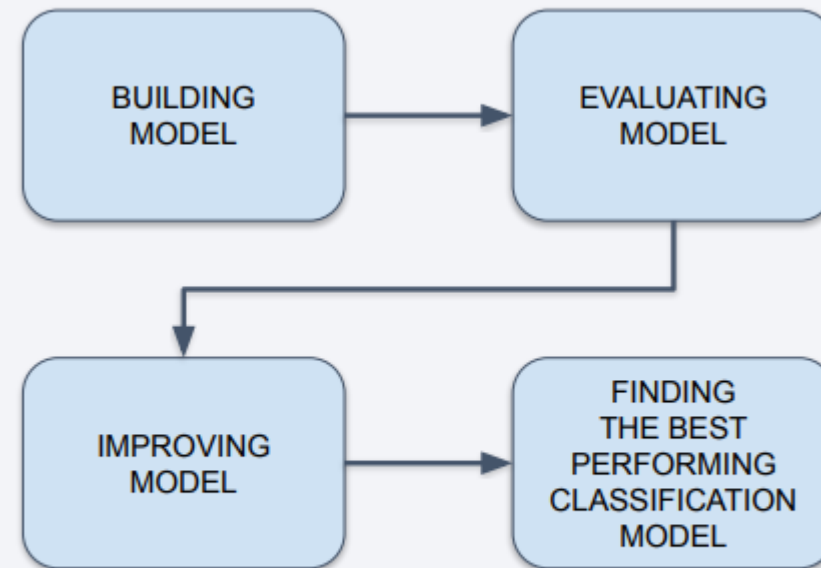 BUILDING
MODEL
EVALUATING
MODEL
IMPROVING
MODEL
FINDING
THE BEST
PERFORMING
CLASSIFICATION
MODEL